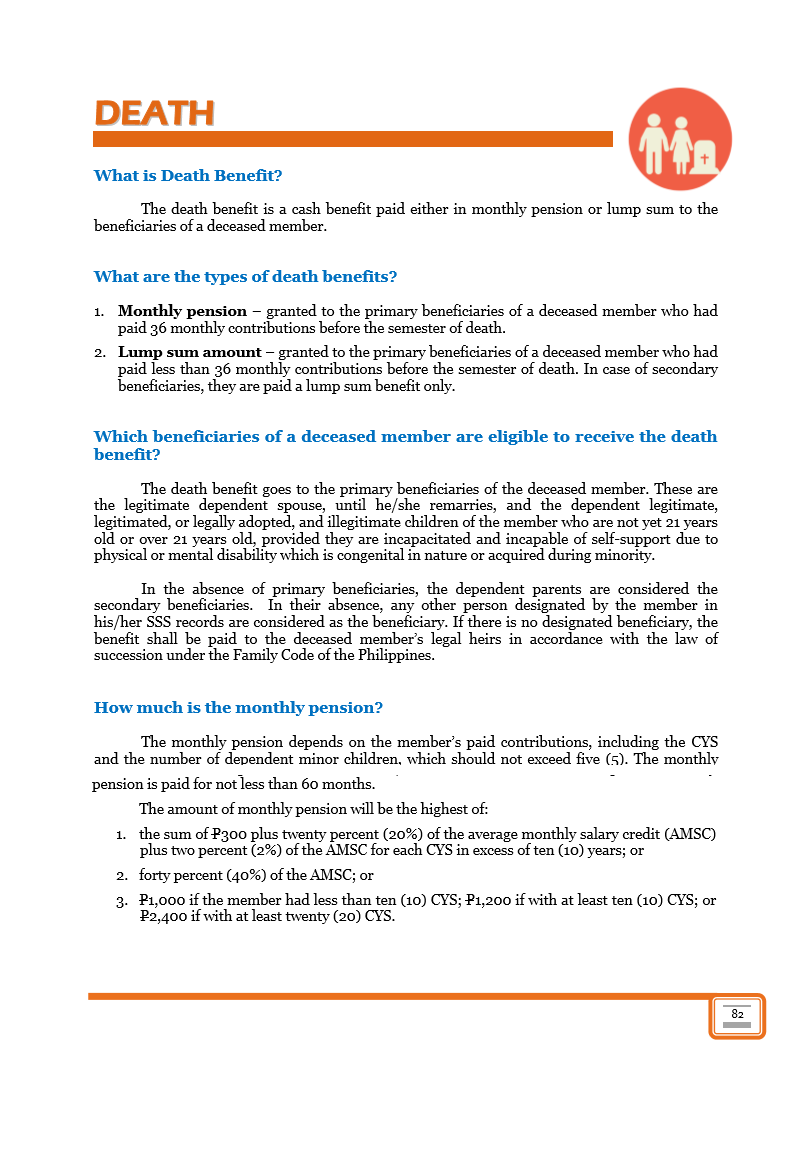 DEATH
What is Death Benefit?
The death benefit is a cash benefit paid either in monthly pension or lump sum to the
beneficiaries of a deceased member.
What are the types of death benefits?
1. Monthly pension – granted to the primary beneficiaries of a deceased member who had
paid 36 monthly contributions before the semester of death.
2. Lump sum amount – granted to the primary beneficiaries of a deceased member who had
paid less than 36 monthly contributions before the semester of death. In case of secondary
beneficiaries, they are paid a lump sum benefit only.
Which beneficiaries of a deceased member are eligible to receive the death
benefit?
The death benefit goes to the primary beneficiaries of the deceased member. These are
the legitimate dependent spouse, until he/she remarries, and the dependent legitimate,
legitimated, or legally adopted, and illegitimate children of the member who are not yet 21 years
old or over 21 years old, provided they are incapacitated and incapable of self-support due to
physical or mental disability which is congenital in nature or acquired during minority.
In the absence of primary beneficiaries, the dependent parents are considered the
secondary beneficiaries. In their absence, any other person designated by the member in
his/her SSS records are considered as the beneficiary. If there is no designated beneficiary, the
benefit shall be paid to the deceased member's legal heirs in accordance with the law of
succession under the Family Code of the Philippines.
How much is the monthly pension?
The monthly pension depends on the member's paid contributions, including the CYS
and the number of dependent minor children, which should not exceed five (5). The monthly
pension is paid for not less than 60 months.
The amount of monthly pension will be the highest of:
1. the sum of ₱300 plus twenty percent (20%) of the average monthly salary credit (AMSC)
plus two percent (2%) of the AMSC for each CYS in excess of ten (10) years; or
2. forty percent (40%) of the AMSC; or
3. ₱1,000 if the member had less than ten (10) CYS; ₱1,200 if with at least ten (10) CYS; or
₱2,400 if with at least twenty (20) CYS.
82